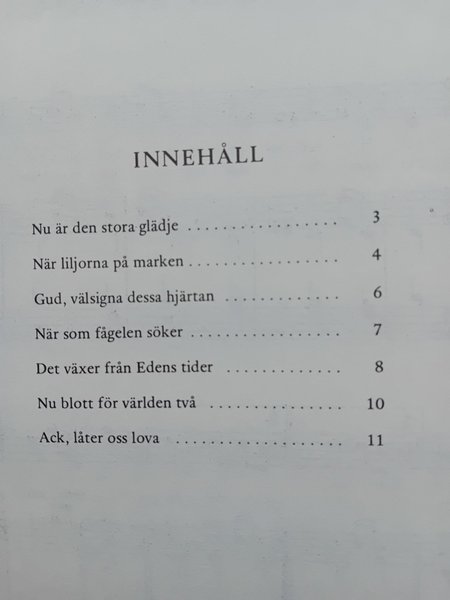 INNEHÅLL
Nu är den stora glädje .................... 3
När liljorna på marken .................... 4
Gud, välsigna dessa hjärtan ............... 6
När som fågelen söker ..................... 7
Det växer från Edens tider ................ 8
Nu blott för världen två .................. 10
Ack, låter oss lova ....................... 11